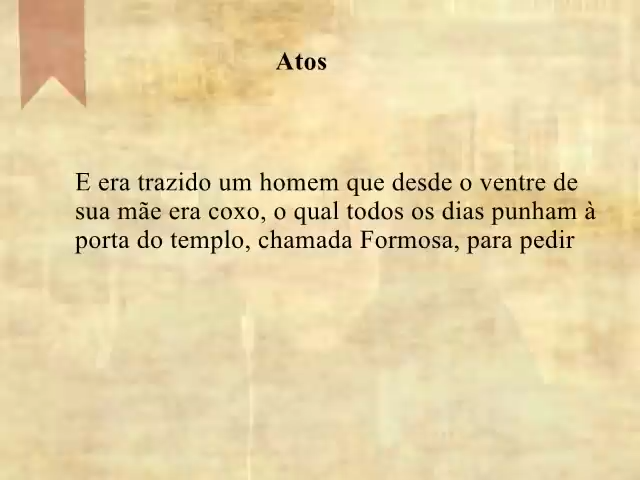 Atos
E era trazido um homem que desde o ventre de
sua mãe era coxo, o qual todos os dias punham à
porta do templo, chamada Formosa, para pedir